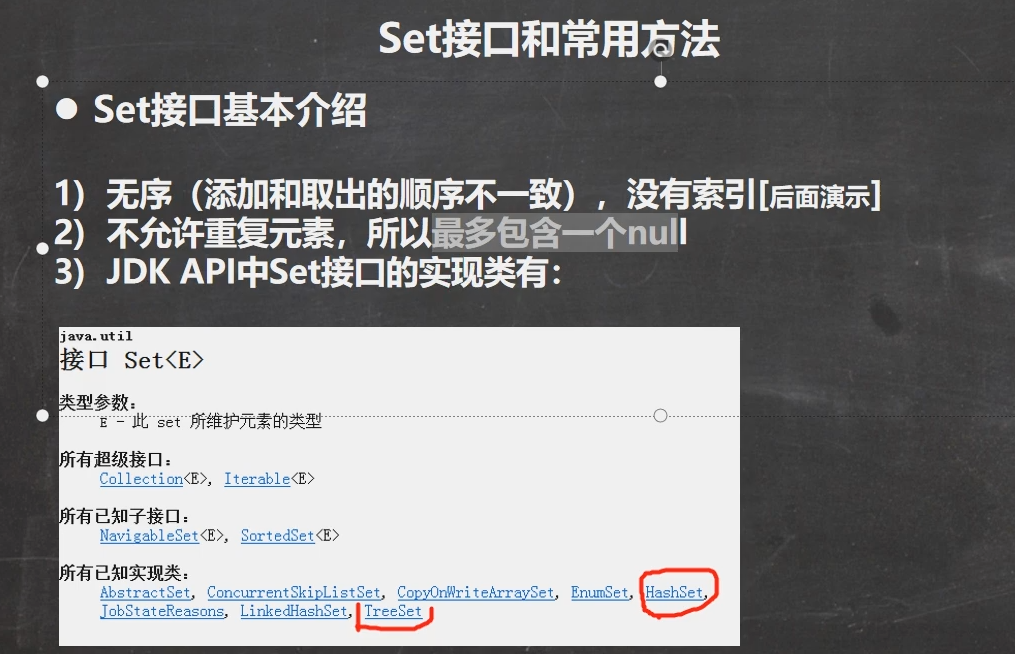 Set接口和常用方法
● Set接口基本介绍
1) 无序（添加和取出的顺序不一致），没有索引[后面演示]
2) 不允许重复元素，所以最多包含一个null
3) JDK API中Set接口的实现类有：
java.util
接口 Set<E>
类型参数：
E - 此 set 所维护元素的类型
所有超级接口：
Collection<E>, Iterable<E>
所有已知子接口：
NavigableSet<E>, SortedSet<E>
所有已知实现类：
AbstractSet, ConcurrentSkipListSet, CopyOnWriteArraySet, EnumSet, HashSet,
JobStateReasons, LinkedHashSet, TreeSet